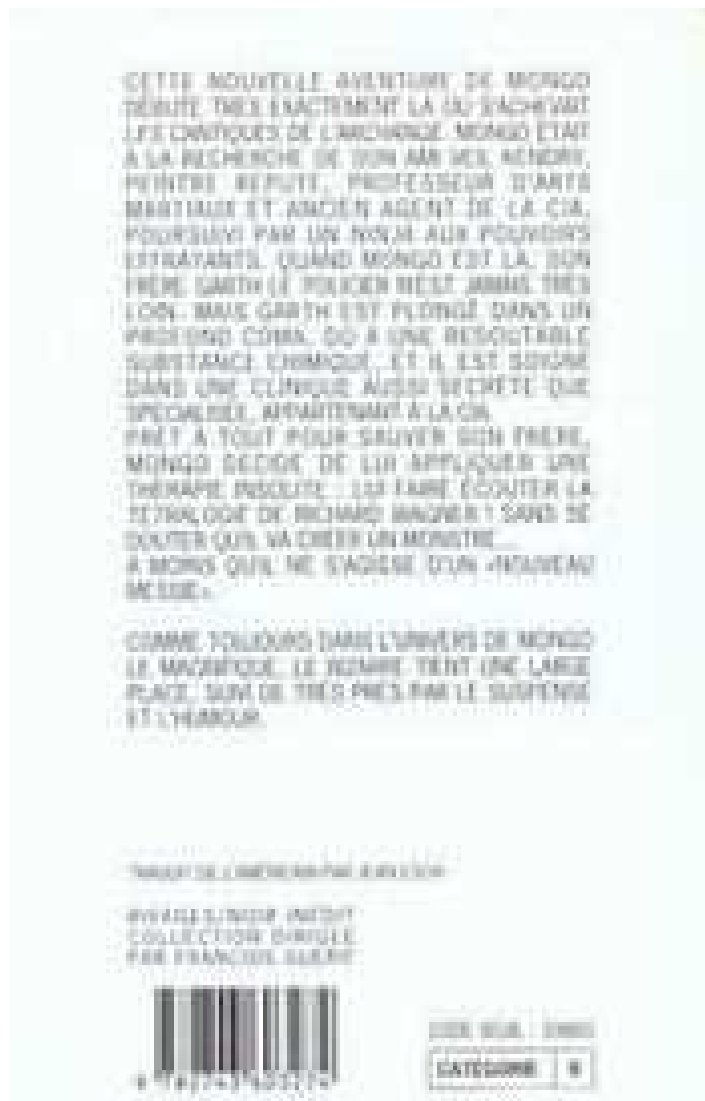 CETTE NOUVELLE AVENTURE DE MONGO
DÉBUTE TRÈS EXACTEMENT LÀ OÙ S'ACHEVAIT
LES CANTIQUES DE L'ARCHANGE. MONGO ÉTAIT
À LA RECHERCHE DE SON AMI VEIL KENDRY,
PEINTRE RÉPUTÉ, PROFESSEUR D'ARTS
MARTIAUX ET ANCIEN AGENT DE LA CIA,
POURSUIVI PAR UN NINJA AUX POUVOIRS
EFFRAYANTS. QUAND MONGO EST LÀ, SON
FRÈRE GARTH LE POLICIER N'EST JAMAIS TRÈS
LOIN. MAIS GARTH EST PLONGÉ DANS UN
PROFOND COMA, DÛ À UNE REDOUTABLE
SUBSTANCE CHIMIQUE, ET IL EST SOIGNÉ
DANS UNE CLINIQUE AUSSI SECRÈTE QUE
SPÉCIALISÉE, APPARTENANT À LA CIA.
PRÊT À TOUT POUR SAUVER SON FRÈRE,
MONGO DÉCIDE DE LUI APPLIQUER UNE
THÉRAPIE INSOLITE : LUI FAIRE ÉCOUTER LA
TÉTRALOGIE DE RICHARD WAGNER ! SANS SE
DOUTER QU'IL VA CRÉER UN MONSTRE...
À MOINS QU'IL NE S'AGISSE D'UN «NOUVEAU
MESSIE».
COMME TOUJOURS DANS L'UNIVERS DE MONGO
LE MAGNIFIQUE, LE BIZARRE TIENT UNE LARGE
PLACE, SUIVI DE TRÈS PRÈS PAR LE SUSPENSE
ET L'HUMOUR.
TRADUIT DE L'AMÉRICAIN PAR JEAN
RIVAGES/NOIR INÉDIT
COLLECTION DIRIGÉE
PAR FRANÇOIS GUÉRIF
CATÉGORIE